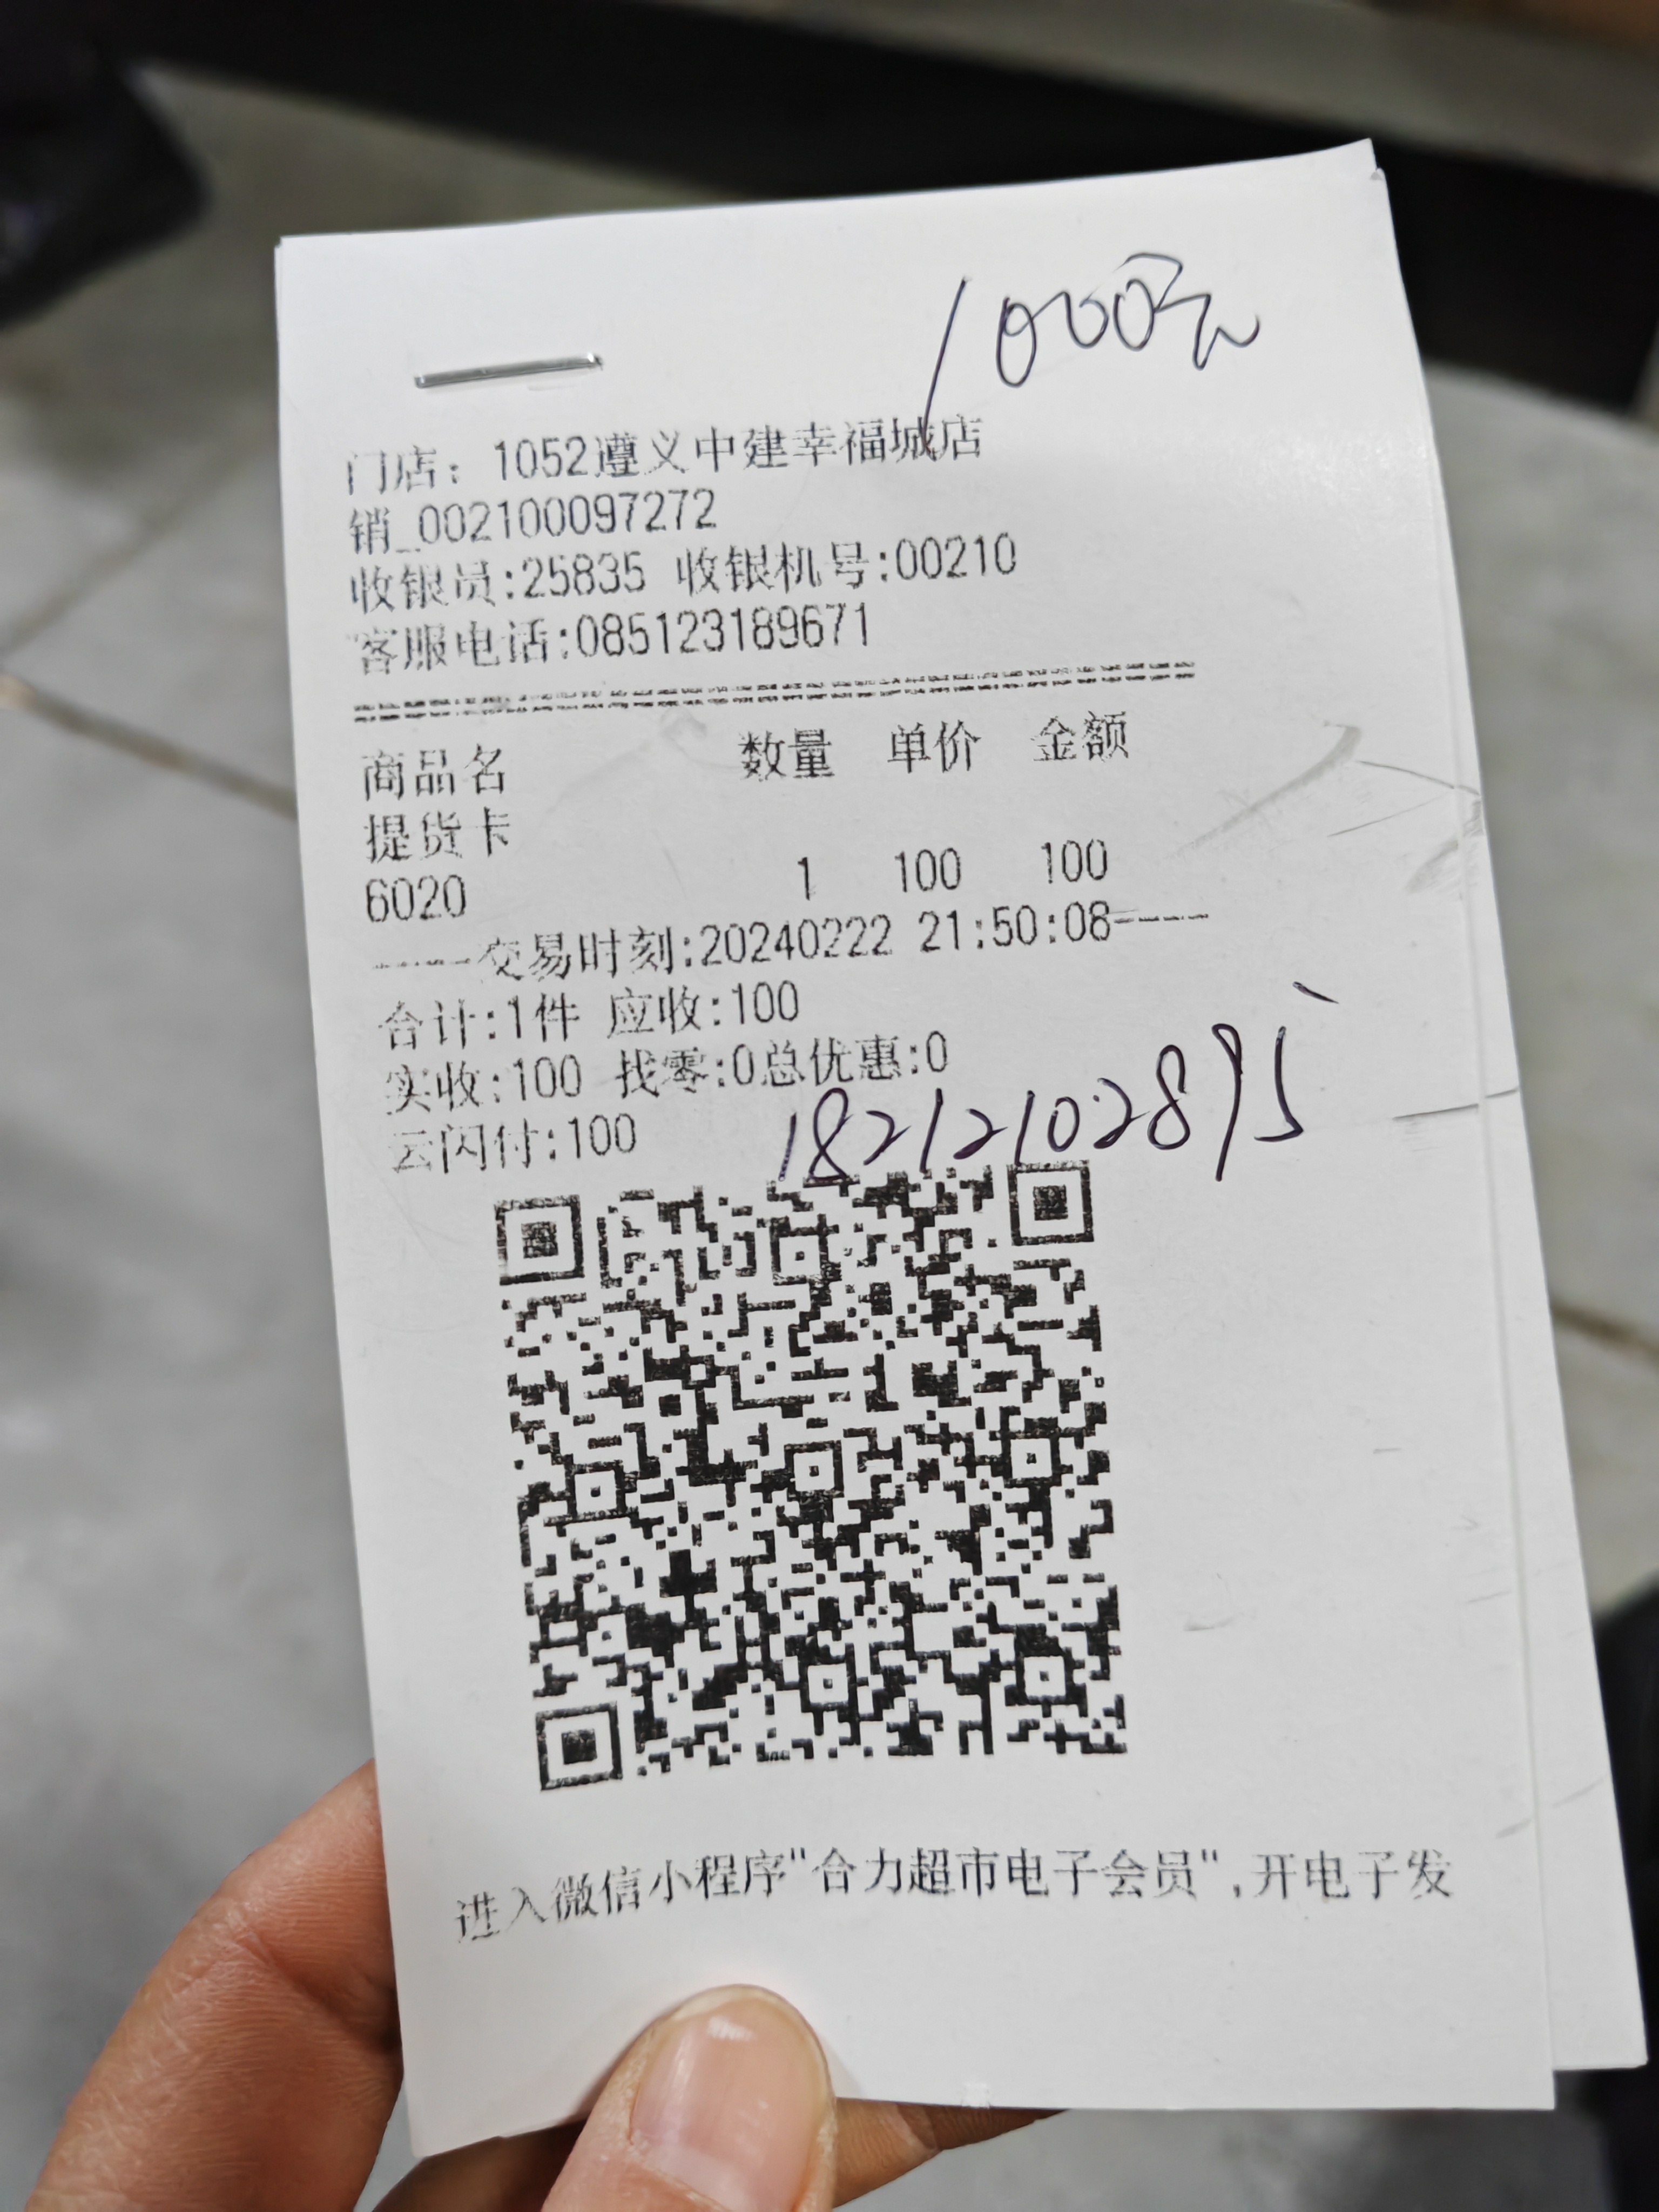 1000元
门店：1052遵义中建幸福城店
销_002100097272
收银员:25835 收银机号:00210
客服电话:085123189671
商品名 数量 单价 金额
提货卡
6020 1 100 100
-----交易时刻:20240222 21:50:08-----
合计:1件 应收:100
实收:100 找零:0总优惠:0
云闪付:100
18212102895
进入微信小程序"合力超市电子会员",开电子发